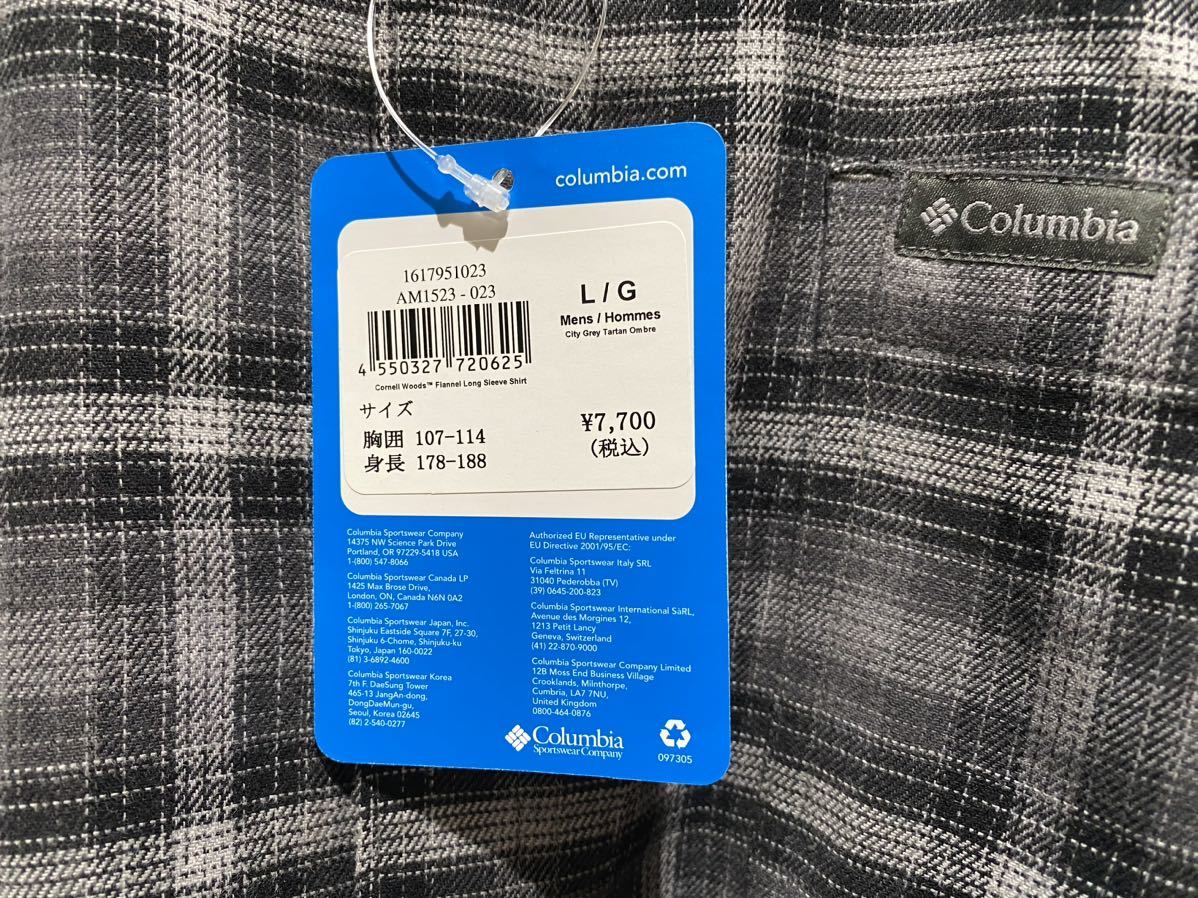 columbia.com
1617951023
AM1523 - 023
4 550327 720625
Cornell Woods™ Flannel Long Sleeve Shirt
L / G
Mens / Hommes
City Grey Tartan Ombre
サイズ
胸囲 107-114
身長 178-188
¥7,700
(税込)
Columbia Sportswear Company
14375 NW Science Park Drive
Portland, OR 97229-5418 USA
1-(800) 547-8066
Columbia Sportswear Canada LP
1425 Max Brose Drive,
London, ON, Canada N6N 0A2
1-(800) 265-7067
Columbia Sportswear Japan, Inc.
Shinjuku Eastside Square 7F, 27-30,
Shinjuku 6-Chome, Shinjuku-ku
Tokyo, Japan 160-0022
(81) 3-6892-4600
Columbia Sportswear Korea
7th F. DaeSung Tower
465-13 JangAn-dong,
DongDaeMun-gu,
Seoul, Korea 02645
(82) 2-540-0277
Authorized EU Representative under
EU Directive 2001/95/EC:
Columbia Sportswear Italy SRL
Via Feltrina 11
31040 Pederobba (TV)
(39) 0645-200-823
Columbia Sportswear International SàRL,
Avenue des Morgines 12,
1213 Petit Lancy
Geneva, Switzerland
(41) 22-870-9000
Columbia Sportswear Company Limited
12B Moss End Business Village
Crooklands, Milnthorpe,
Cumbria, LA7 7NU,
United Kingdom
0800-464-0876
Columbia
Sportswear Company
097305
Columbia